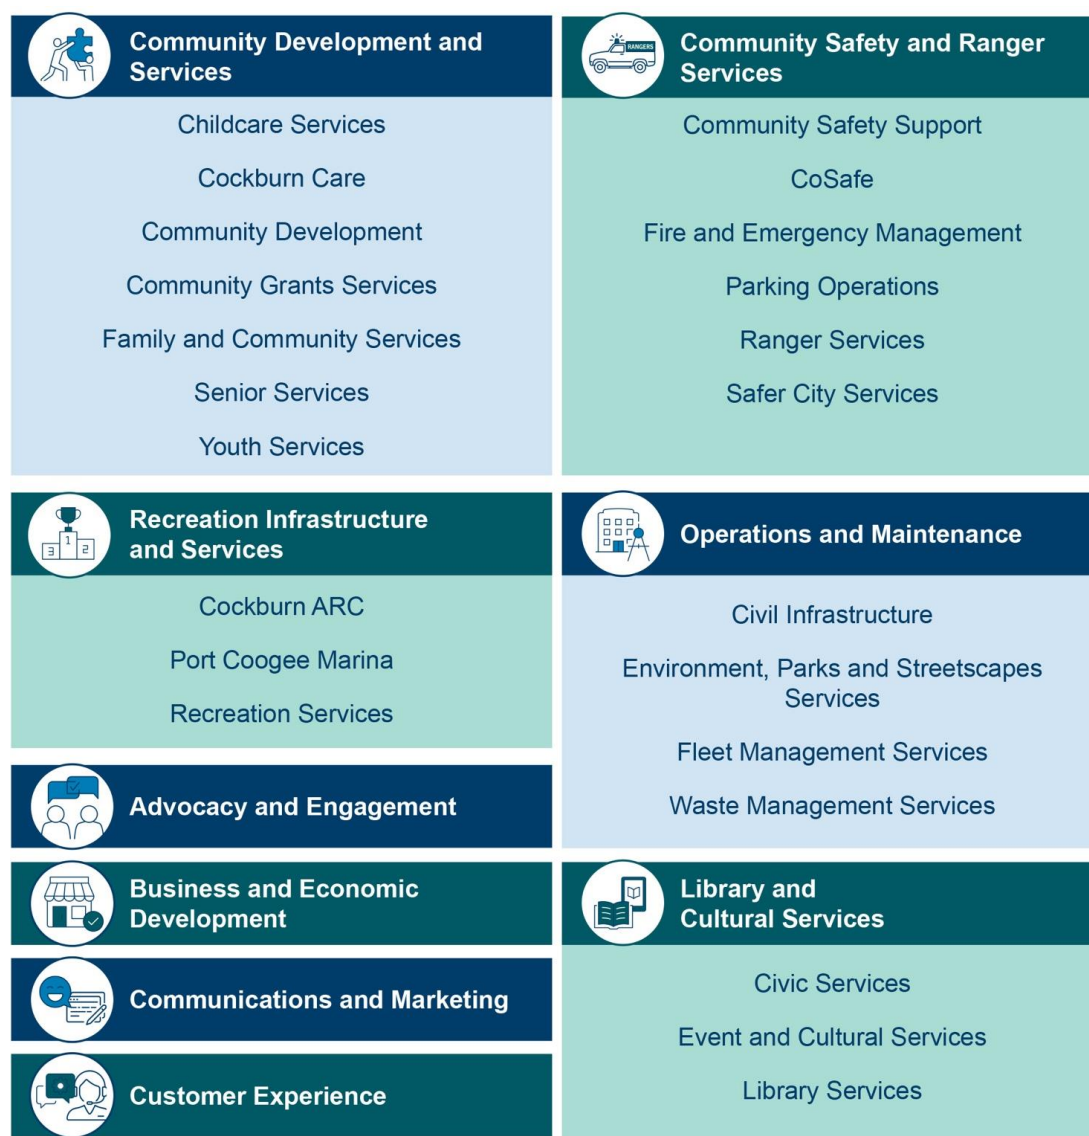 Community Development and
Services
Childcare Services
Cockburn Care
Community Development
Community Grants Services
Family and Community Services
Senior Services
Youth Services
RANGERS
Community Safety and Ranger
Services
Community Safety Support
CoSafe
Fire and Emergency Management
Parking Operations
Ranger Services
Safer City Services
3 1 2
Recreation Infrastructure
and Services
Cockburn ARC
Port Coogee Marina
Recreation Services
Operations and Maintenance
Civil Infrastructure
Environment, Parks and Streetscapes
Services
Fleet Management Services
Waste Management Services
Advocacy and Engagement
Business and Economic
Development
Communications and Marketing
Customer Experience
Library and
Cultural Services
Civic Services
Event and Cultural Services
Library Services